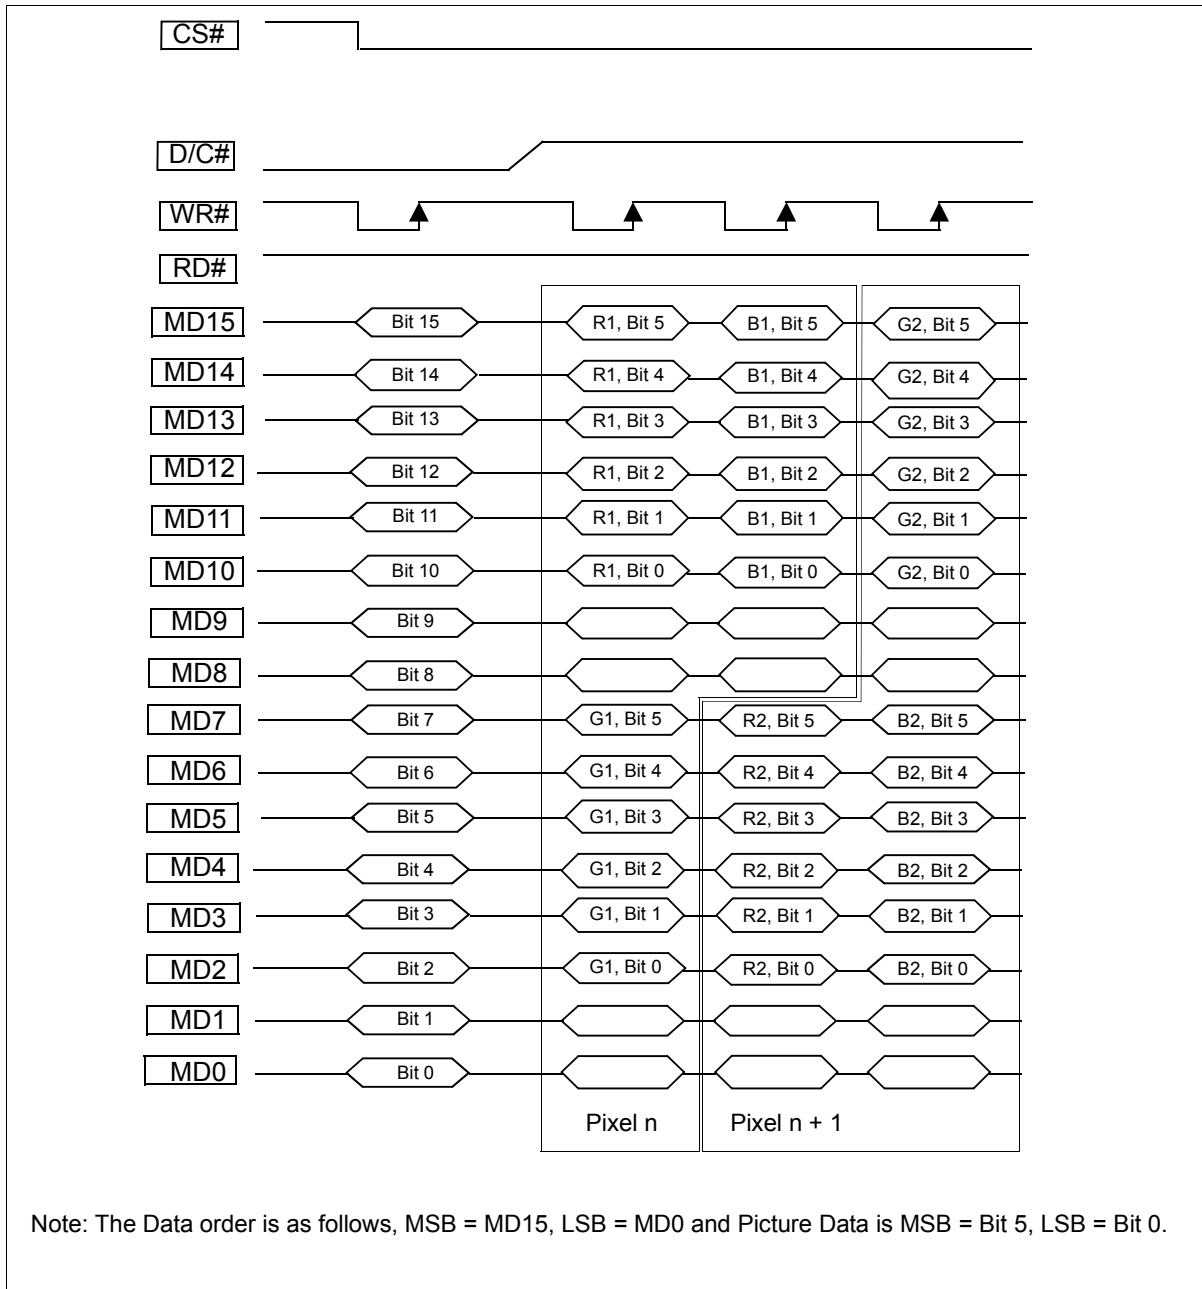 CS#
D/C#
WR#
RD#
MD15 Bit 15 R1, Bit 5 B1, Bit 5 G2, Bit 5
MD14 Bit 14 R1, Bit 4 B1, Bit 4 G2, Bit 4
MD13 Bit 13 R1, Bit 3 B1, Bit 3 G2, Bit 3
MD12 Bit 12 R1, Bit 2 B1, Bit 2 G2, Bit 2
MD11 Bit 11 R1, Bit 1 B1, Bit 1 G2, Bit 1
MD10 Bit 10 R1, Bit 0 B1, Bit 0 G2, Bit 0
MD9 Bit 9
MD8 Bit 8
MD7 Bit 7 G1, Bit 5 R2, Bit 5 B2, Bit 5
MD6 Bit 6 G1, Bit 4 R2, Bit 4 B2, Bit 4
MD5 Bit 5 G1, Bit 3 R2, Bit 3 B2, Bit 3
MD4 Bit 4 G1, Bit 2 R2, Bit 2 B2, Bit 2
MD3 Bit 3 G1, Bit 1 R2, Bit 1 B2, Bit 1
MD2 Bit 2 G1, Bit 0 R2, Bit 0 B2, Bit 0
MD1 Bit 1
MD0 Bit 0
Pixel n Pixel n + 1
Note: The Data order is as follows, MSB = MD15, LSB = MD0 and Picture Data is MSB = Bit 5, LSB = Bit 0.